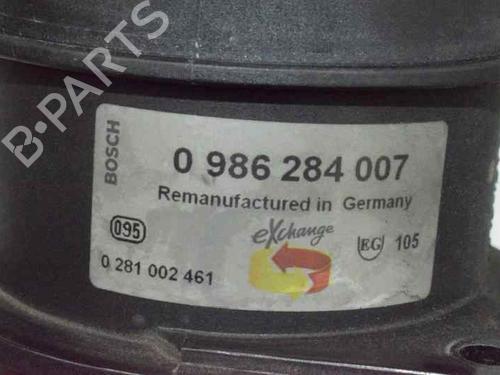 B-PARTS
BOSCH
0 986 284 007
Remanufactured in Germany
095
eXchange
EG 105
0 281 002 461